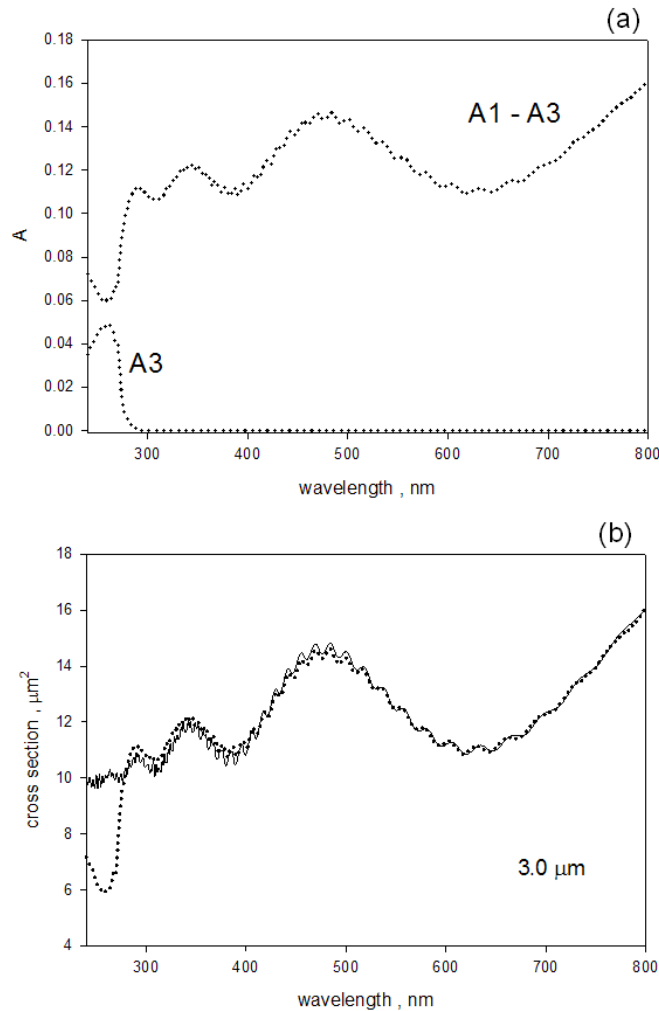 (a)
0.18
0.16
0.14
0.12
0.10
0.08
0.06
0.04
0.02
0.00
A
A1 - A3
A3
300 400 500 600 700 800
wavelength , nm
(b)
18
16
14
12
10
8
6
4
cross section , μm²
3.0 μm
300 400 500 600 700 800
wavelength , nm